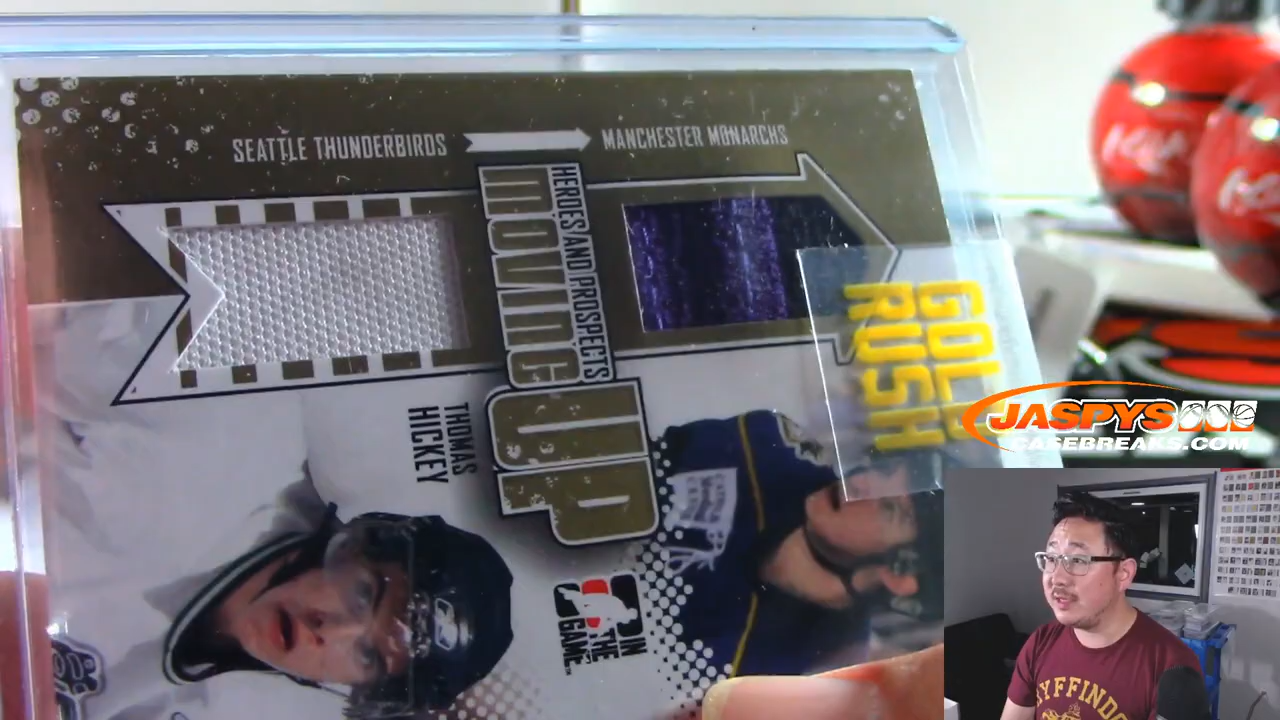 SEATTLE THUNDERBIRDS
MANCHESTER MONARCHS
HEROES AND PROSPECTS
MOVING
UP
THOMAS
HICKEY
IN
THE
GAME
GOLD
RUSH
JASPYS
CASEBREAKS.COM